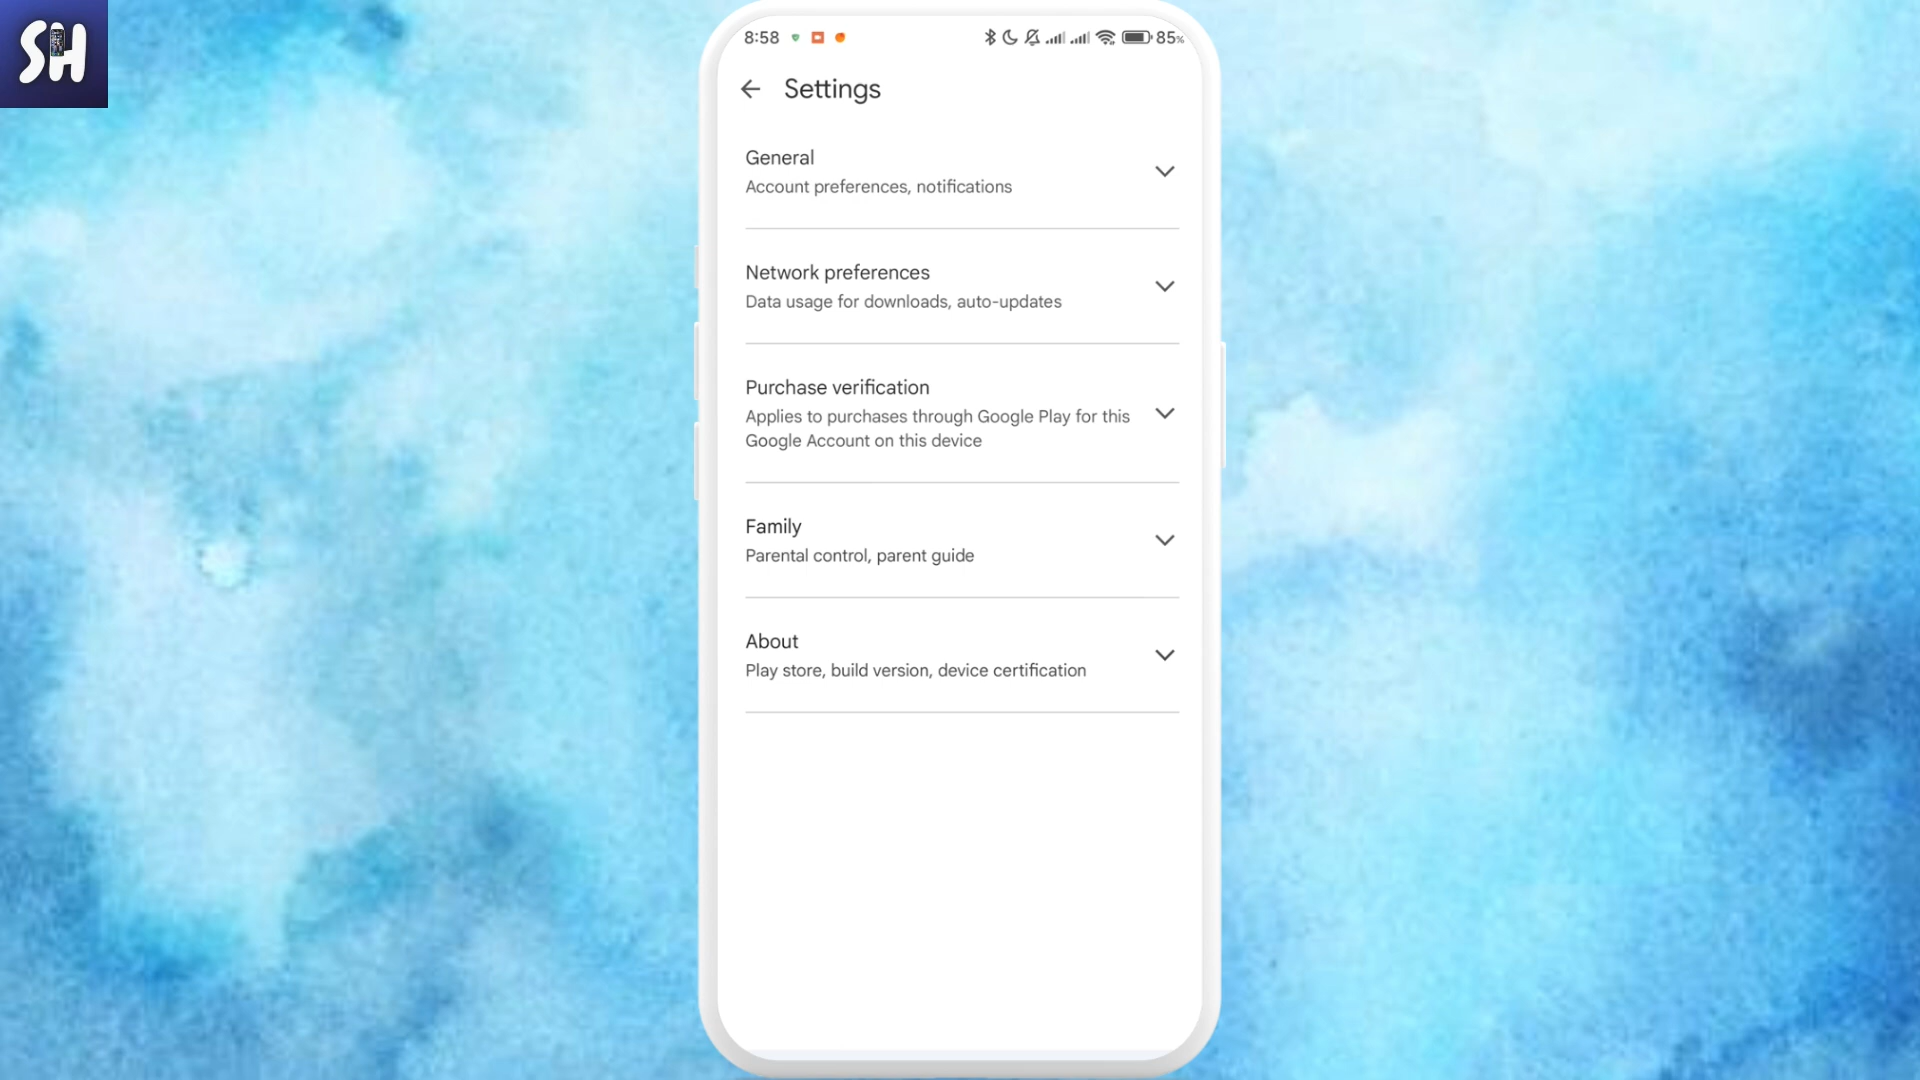 SH
8:58
85%
Settings
General
Account preferences, notifications
Network preferences
Data usage for downloads, auto-updates
Purchase verification
Applies to purchases through Google Play for this
Google Account on this device
Family
Parental control, parent guide
About
Play store, build version, device certification